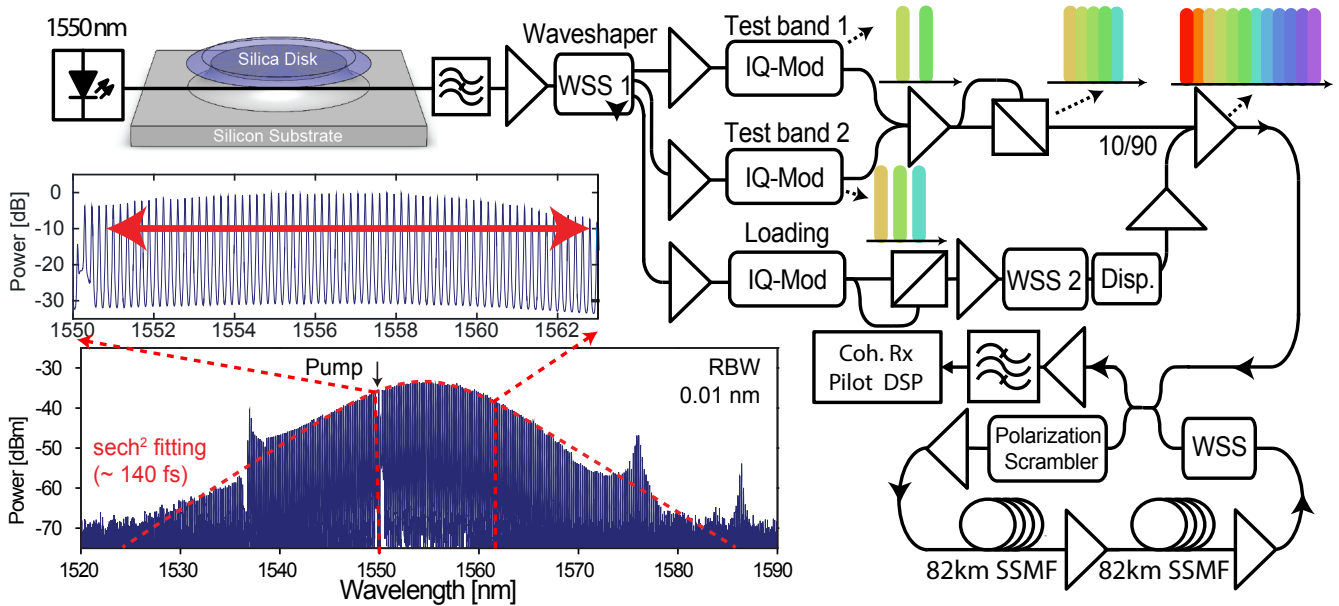 1550nm
Silica Disk
Silicon Substrate
Waveshaper
WSS 1
Test band 1
IQ-Mod
Test band 2
IQ-Mod
Loading
IQ-Mod
WSS 2
Disp.
10/90
Coh. Rx
Pilot DSP
Polarization
Scrambler
WSS
82km SSMF
82km SSMF
Power [dB]
0
-10
-20
-30
1550
1552
1554
1556
1558
1560
1562
Pump
RBW
0.01 nm
sech² fitting
(~ 140 fs)
Power [dBm]
-30
-40
-50
-60
-70
1520
1530
1540
1550
1560
1570
1580
1590
Wavelength [nm]